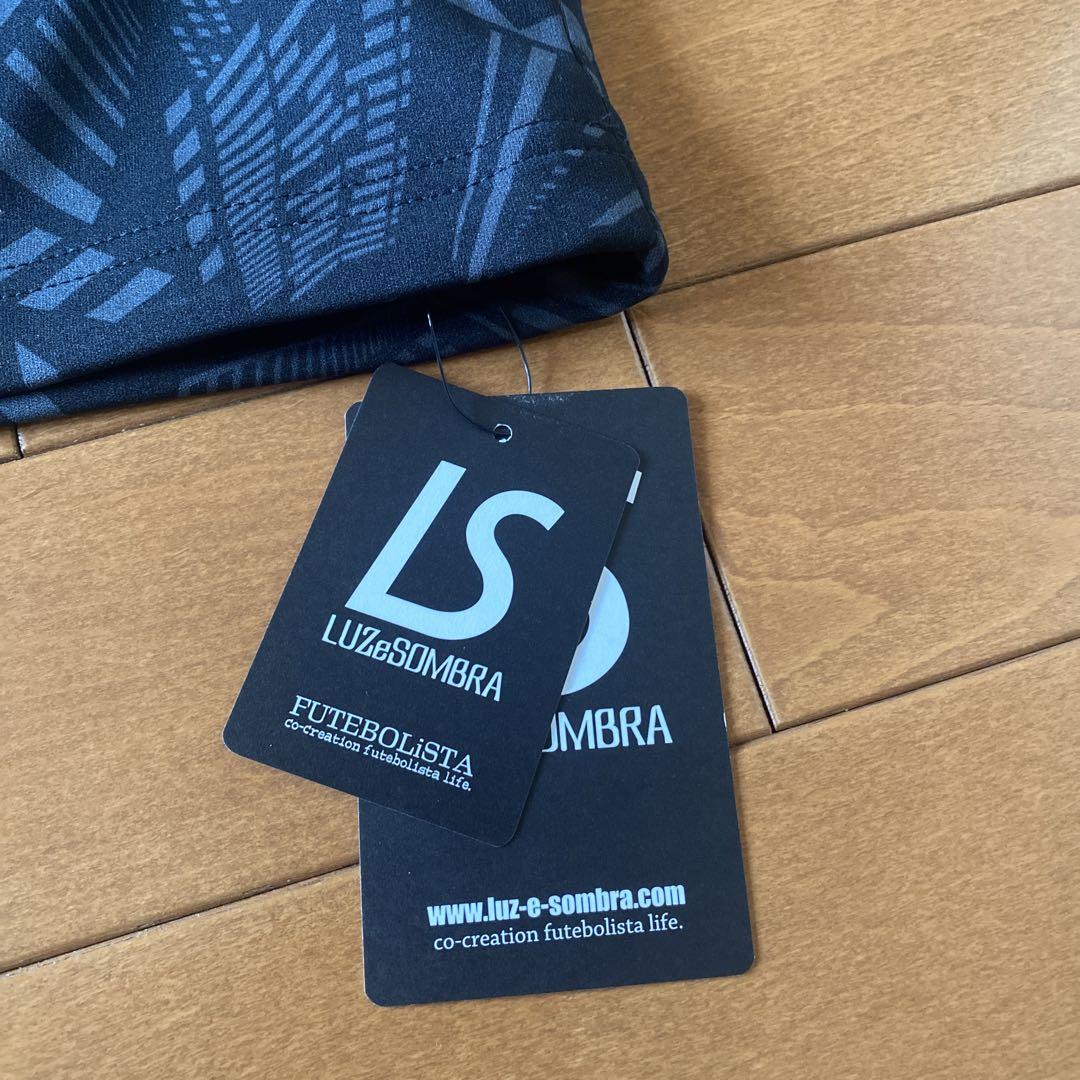 LS
LUZeSOMBRA
FUTEBOLiSTA
co-creation futebolista life.
OMBRA
www.luz-e-sombra.com
co-creation futebolista life.